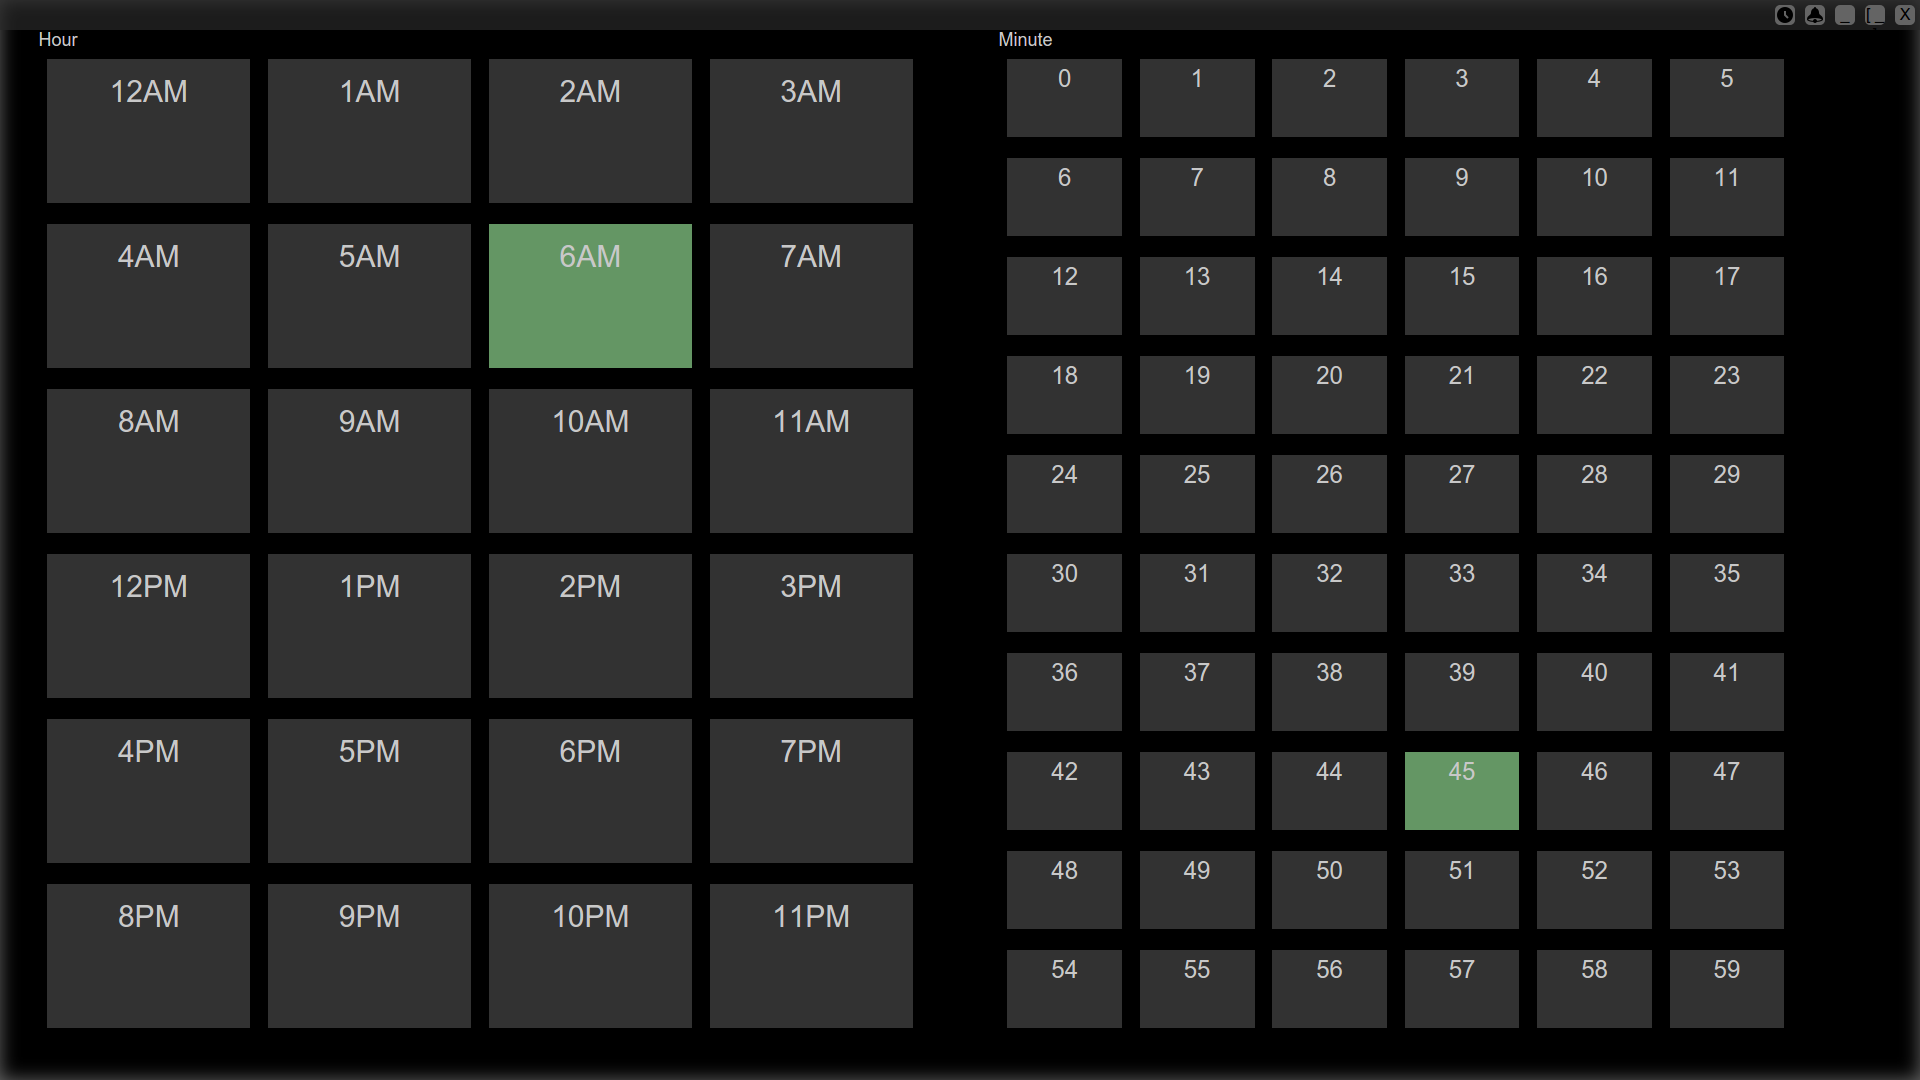 _ [_] X
Hour
12AM 1AM 2AM 3AM
4AM 5AM 6AM 7AM
8AM 9AM 10AM 11AM
12PM 1PM 2PM 3PM
4PM 5PM 6PM 7PM
8PM 9PM 10PM 11PM
Minute
0 1 2 3 4 5
6 7 8 9 10 11
12 13 14 15 16 17
18 19 20 21 22 23
24 25 26 27 28 29
30 31 32 33 34 35
36 37 38 39 40 41
42 43 44 45 46 47
48 49 50 51 52 53
54 55 56 57 58 59